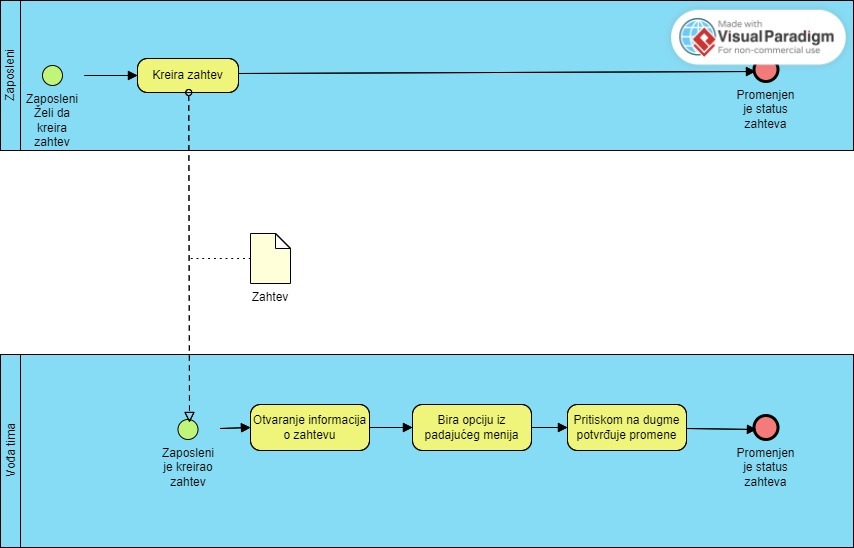 Made with
VisualParadigm
For non-commercial use
Zaposleni
Zaposleni
Želi da
kreira
zahtev
Kreira zahtev
Promenjen
je status
zahteva
Zahtev
Vođa tima
Zaposleni
je kreirao
zahtev
Otvaranje informacija
o zahtevu
Bira opciju iz
padajućeg menija
Pritiskom na dugme
potvrđuje promene
Promenjen
je status
zahteva